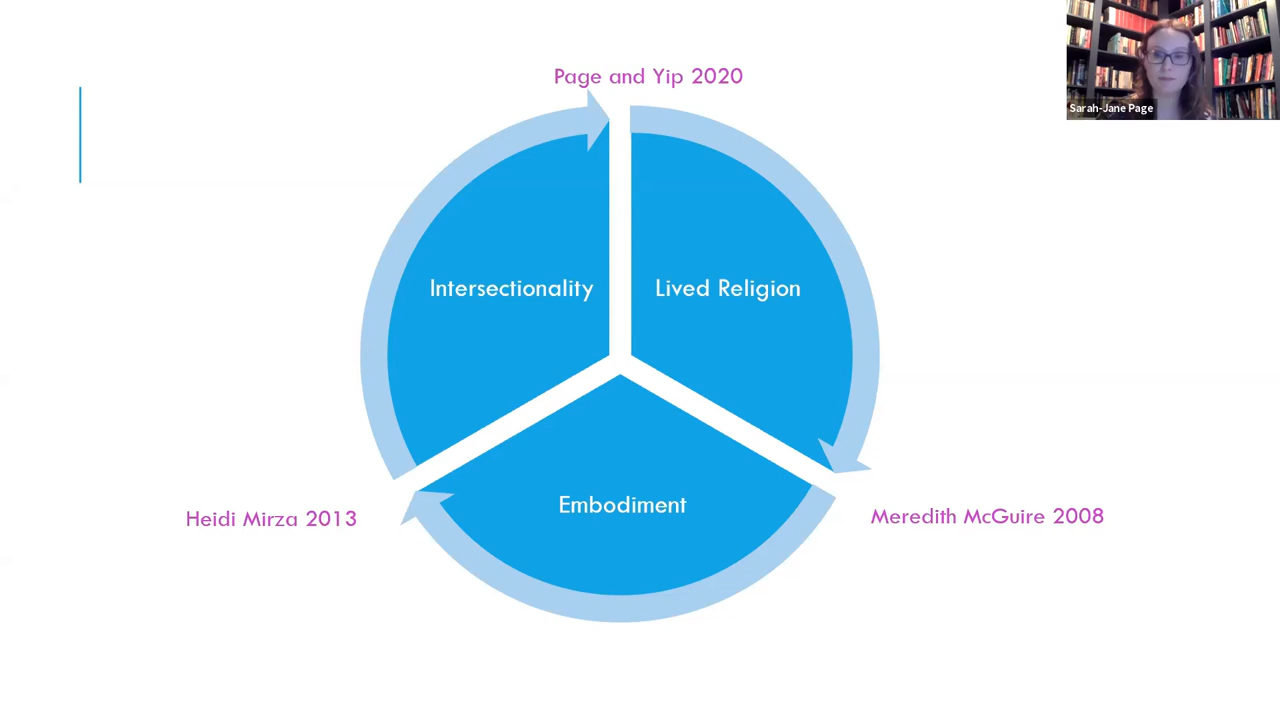 Page and Yip 2020
Sarah-Jane Page
Intersectionality
Lived Religion
Embodiment
Heidi Mirza 2013
Meredith McGuire 2008